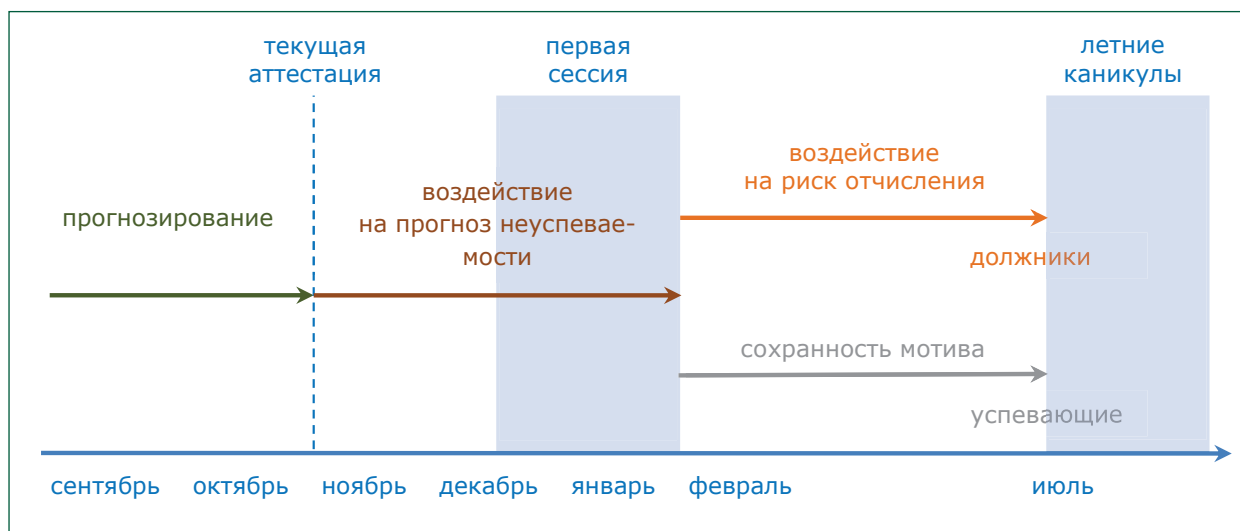 текущая
аттестация
первая
сессия
летние
каникулы
воздействие
на риск отчисления
прогнозирование
воздействие
на прогноз неуспевае-
мости
должники
сохранность мотива
успевающие
сентябрь октябрь ноябрь декабрь январь февраль июль